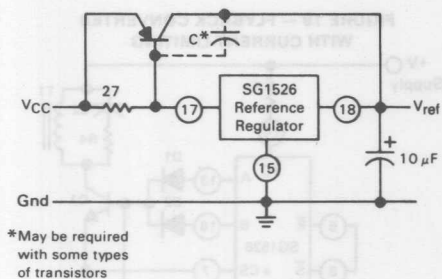 C*
27
VCC
17
SG1526
Reference
Regulator
18
Vref
+
10 μF
15
Gnd
*May be required
with some types
of transistors